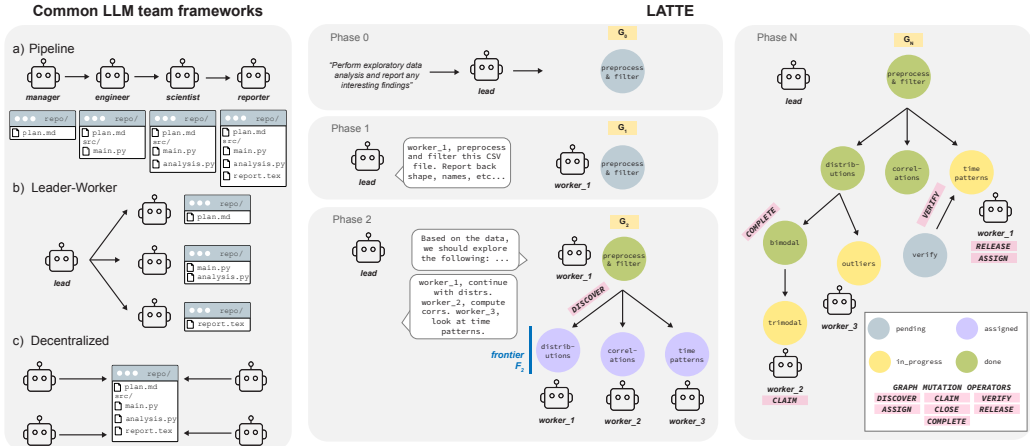 Common LLM team frameworks
a) Pipeline
manager
engineer
scientist
reporter
repo/
plan.md
repo/
plan.md
src/
main.py
repo/
plan.md
src/
main.py
analysis.py
repo/
plan.md
src/
main.py
analysis.py
report.tex
b) Leader-Worker
lead
repo/
plan.md
repo/
main.py
analysis.py
repo/
report.tex
c) Decentralized
repo/
plan.md
src/
main.py
analysis.py
report.tex
LATTE
Phase 0
"Perform exploratory data
analysis and report any
interesting findings"
lead
G0
preprocess
& filter
Phase 1
lead
worker_1, preprocess
and filter this CSV
file. Report back
shape, names, etc...
worker_1
G1
preprocess
& filter
Phase 2
lead
Based on the data,
we should explore
the following: ...
worker_1, continue
with distrs.
worker_2, compute
corrs. worker_3,
look at time
patterns.
worker_1
G2
preprocess
& filter
DISCOVER
frontier
F2
distrib-
utions
correl-
ations
time
patterns
worker_1
worker_2
worker_3
Phase N
lead
GN
preprocess
& filter
distrib-
utions
correl-
ations
time
patterns
COMPLETE
VERIFY
worker_1
RELEASE
ASSIGN
bimodal
outliers
verify
worker_3
trimodal
worker_2
CLAIM
pending
assigned
in_progress
done
GRAPH MUTATION OPERATORS
DISCOVER CLAIM VERIFY
ASSIGN CLOSE RELEASE
COMPLETE